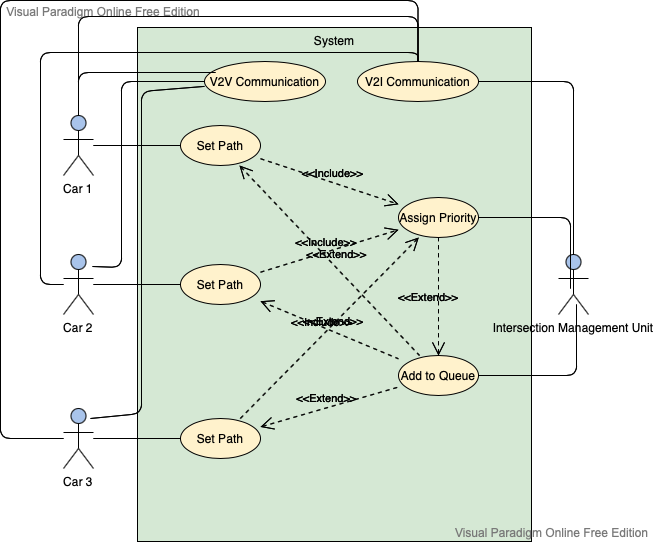 Visual Paradigm Online Free Edition
System
V2V Communication
V2I Communication
Set Path
<<Include>>
Car 1
Assign Priority
<<Include>>
<<Extend>>
Set Path
<<Extend>>
Car 2
<<Include>>
<<Extend>>
Intersection Management Unit
Add to Queue
<<Extend>>
Set Path
Car 3
Visual Paradigm Online Free Edition